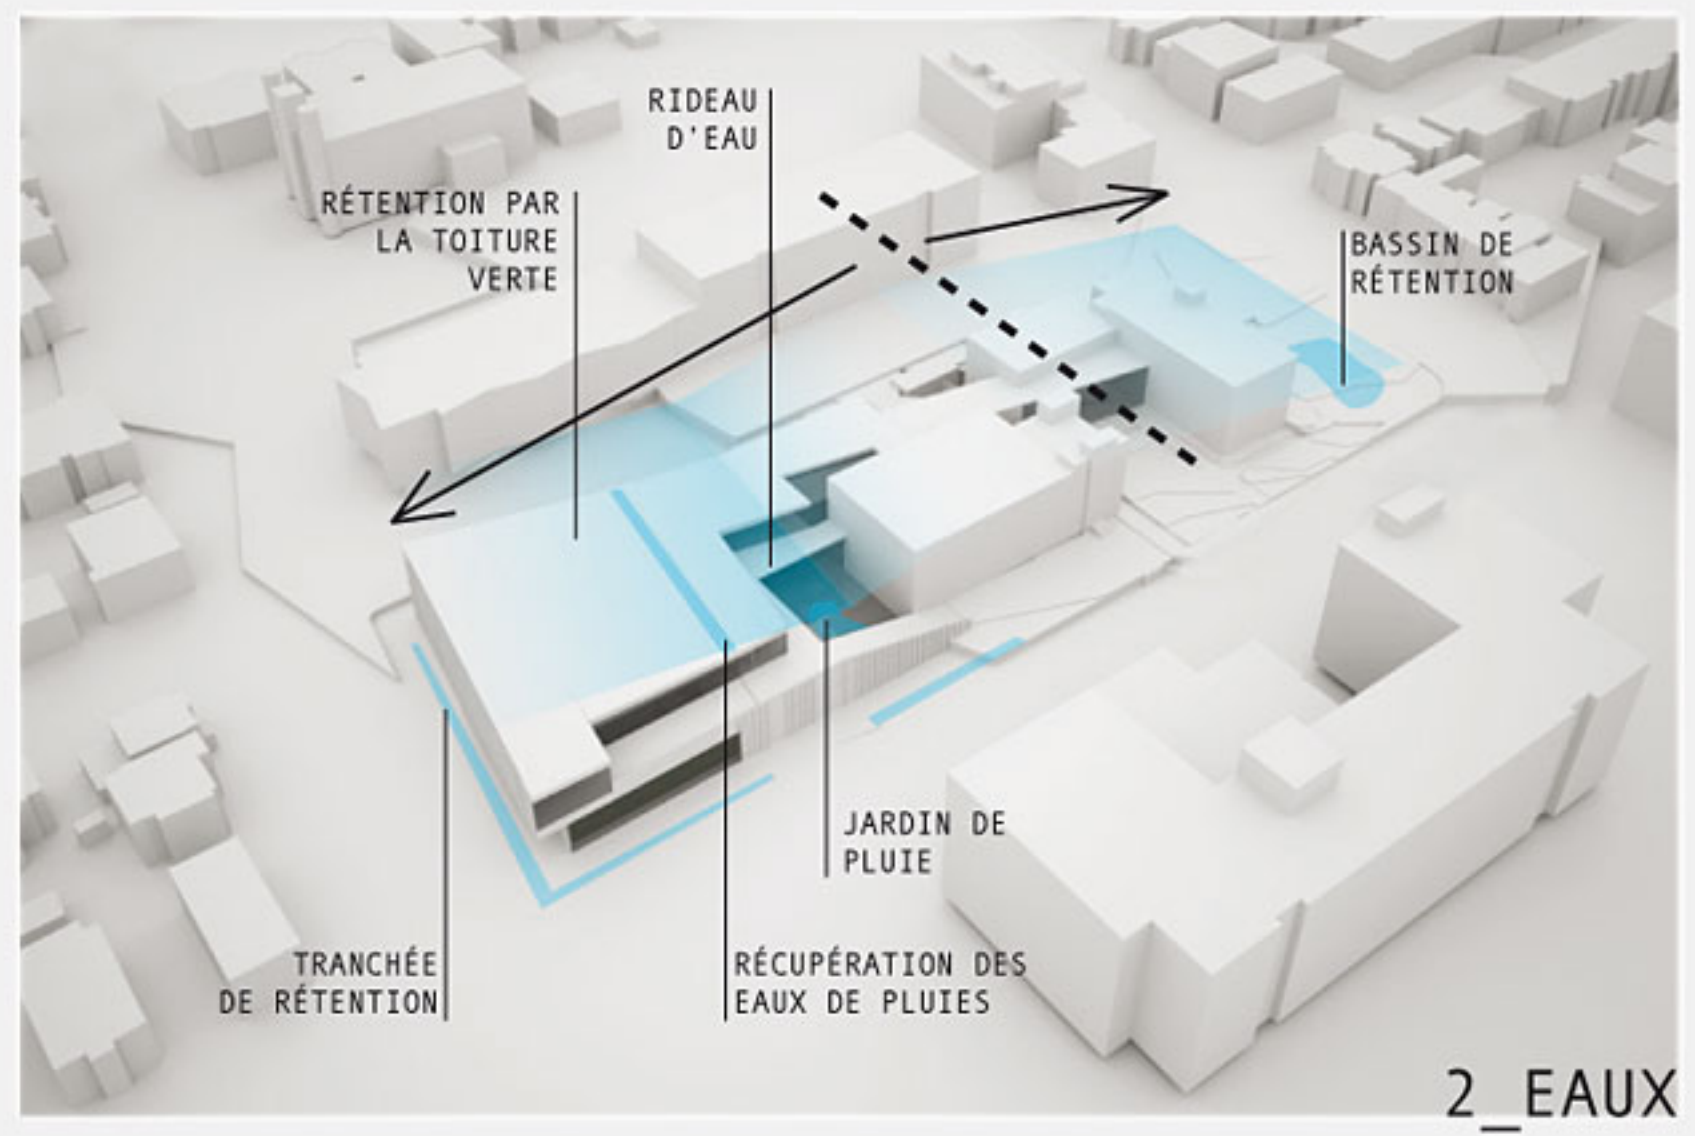 RIDEAU
D'EAU
RÉTENTION PAR
LA TOITURE
VERTE
BASSIN DE
RÉTENTION
JARDIN DE
PLUIE
TRANCHÉE
DE RÉTENTION
RÉCUPÉRATION DES
EAUX DE PLUIES
2_EAUX